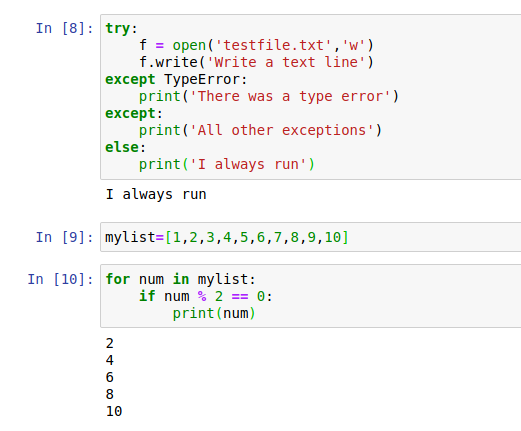 In [8]: try:
    f = open('testfile.txt','w')
    f.write('Write a text line')
except TypeError:
    print('There was a type error')
except:
    print('All other exceptions')
else:
    print('I always run')
I always run
In [9]: mylist=[1,2,3,4,5,6,7,8,9,10]
In [10]: for num in mylist:
    if num % 2 == 0:
        print(num)
2
4
6
8
10